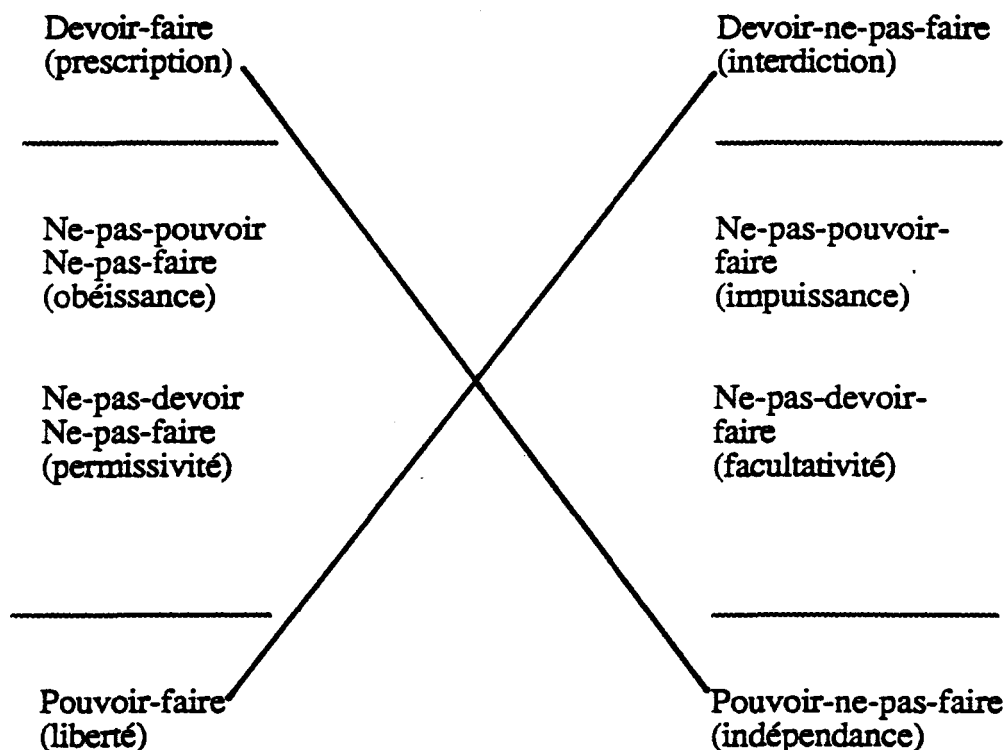 Devoir-faire
(prescription)
Devoir-ne-pas-faire
(interdiction)
Ne-pas-pouvoir
Ne-pas-faire
(obéissance)
Ne-pas-pouvoir-
faire
(impuissance)
Ne-pas-devoir
Ne-pas-faire
(permissivité)
Ne-pas-devoir-
faire
(facultativité)
Pouvoir-faire
(liberté)
Pouvoir-ne-pas-faire
(indépendance)